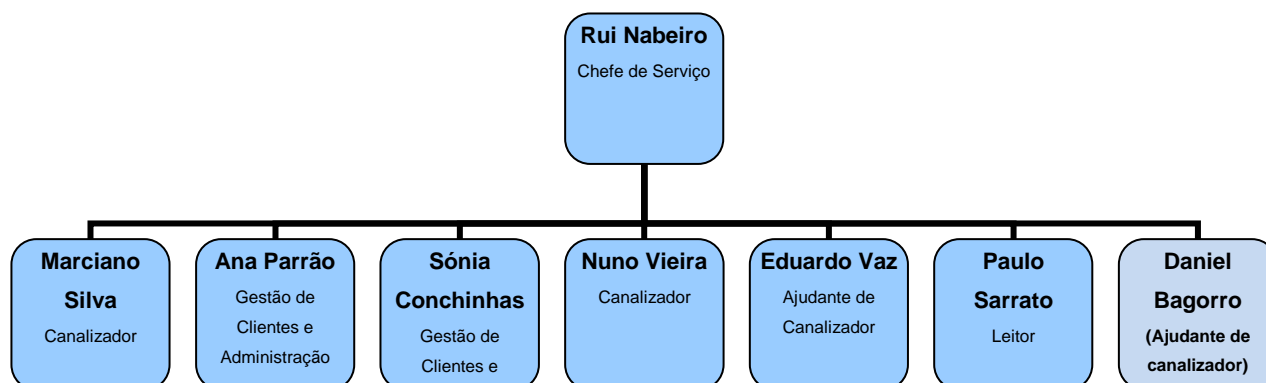 Rui Nabeiro
Chefe de Serviço
Marciano
Silva
Canalizador
Ana Parrão
Gestão de
Clientes e
Administração
Sónia
Conchinhas
Gestão de
Clientes e
Nuno Vieira
Canalizador
Eduardo Vaz
Ajudante de
Canalizador
Paulo
Sarrato
Leitor
Daniel
Bagorro
(Ajudante de
canalizador)